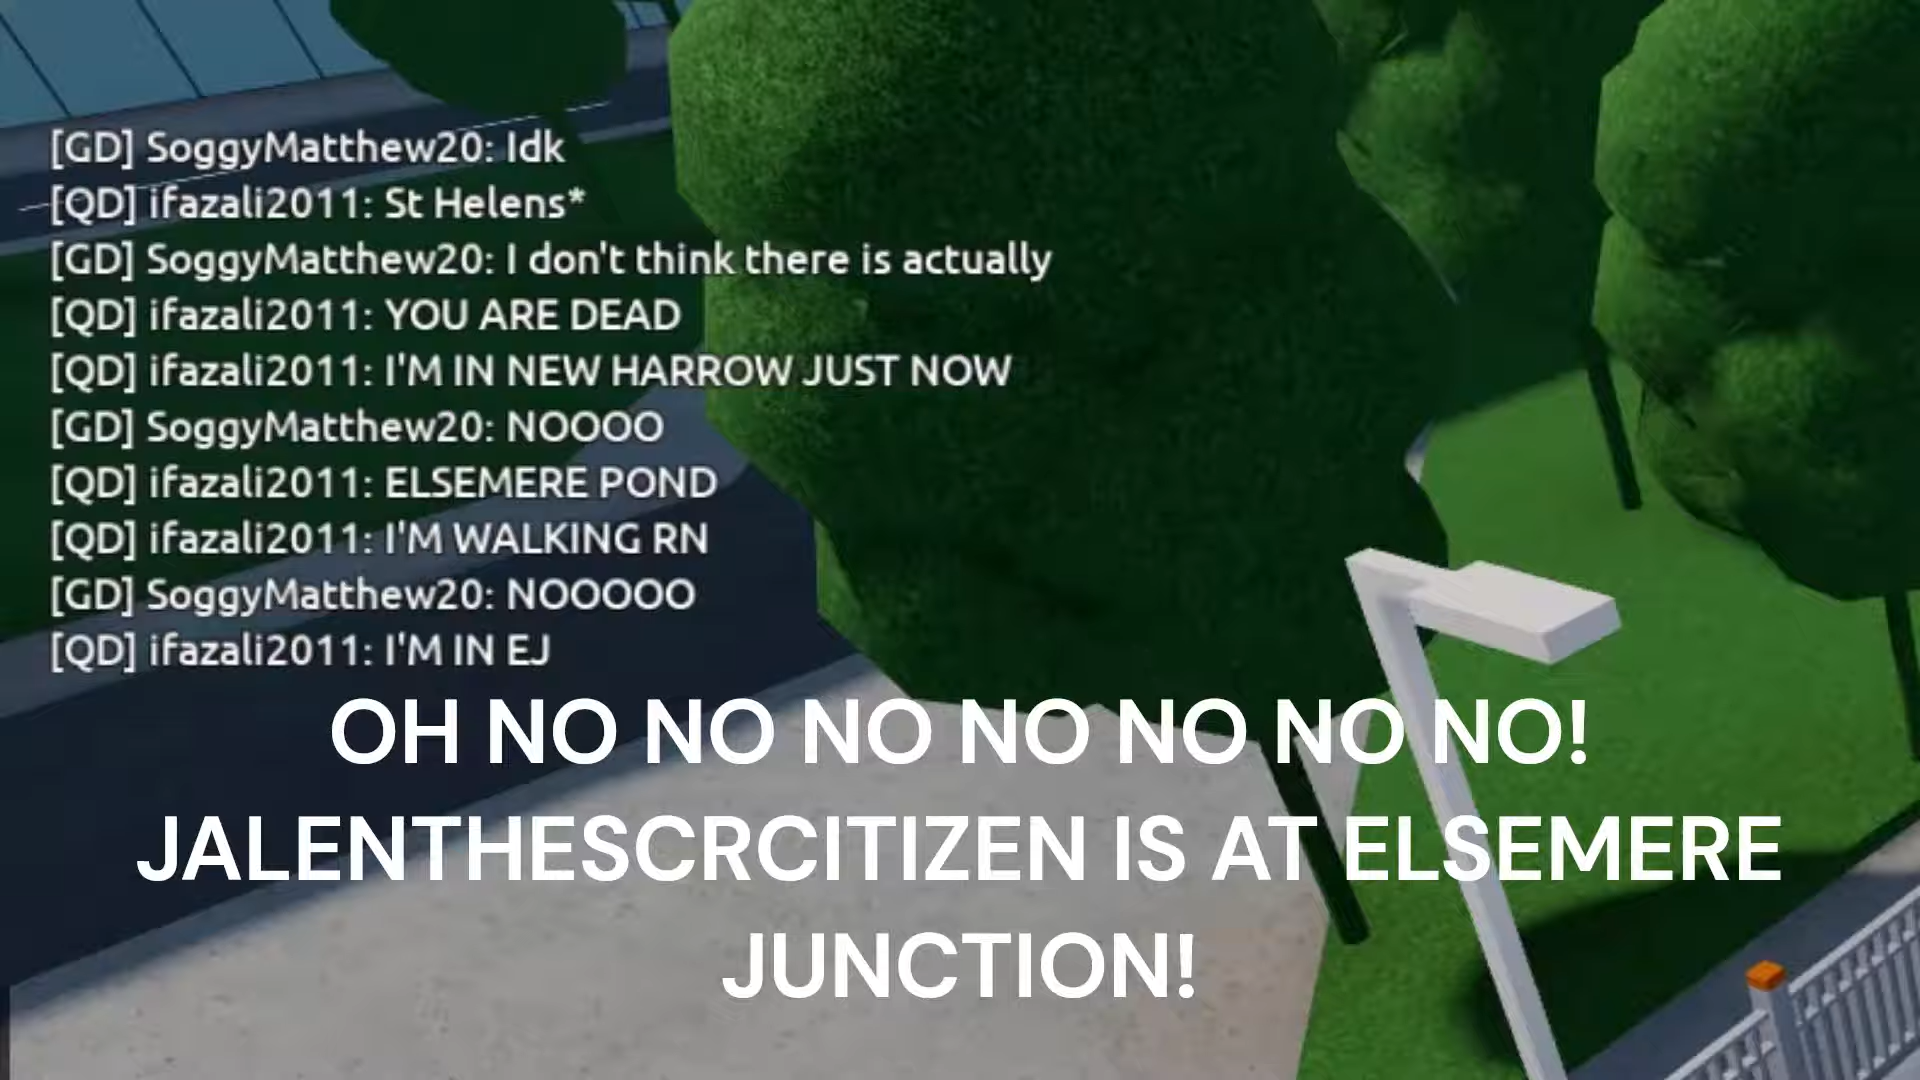 [GD] SoggyMatthew20: Idk
[QD] ifazali2011: St Helens*
[GD] SoggyMatthew20: I don't think there is actually
[QD] ifazali2011: YOU ARE DEAD
[QD] ifazali2011: I'M IN NEW HARROW JUST NOW
[GD] SoggyMatthew20: NOOOO
[QD] ifazali2011: ELSEMERE POND
[QD] ifazali2011: I'M WALKING RN
[GD] SoggyMatthew20: NOOOOO
[QD] ifazali2011: I'M IN EJ
OH NO NO NO NO NO NO NO!
JALENTHESCRCITIZEN IS AT ELSEMERE
JUNCTION!